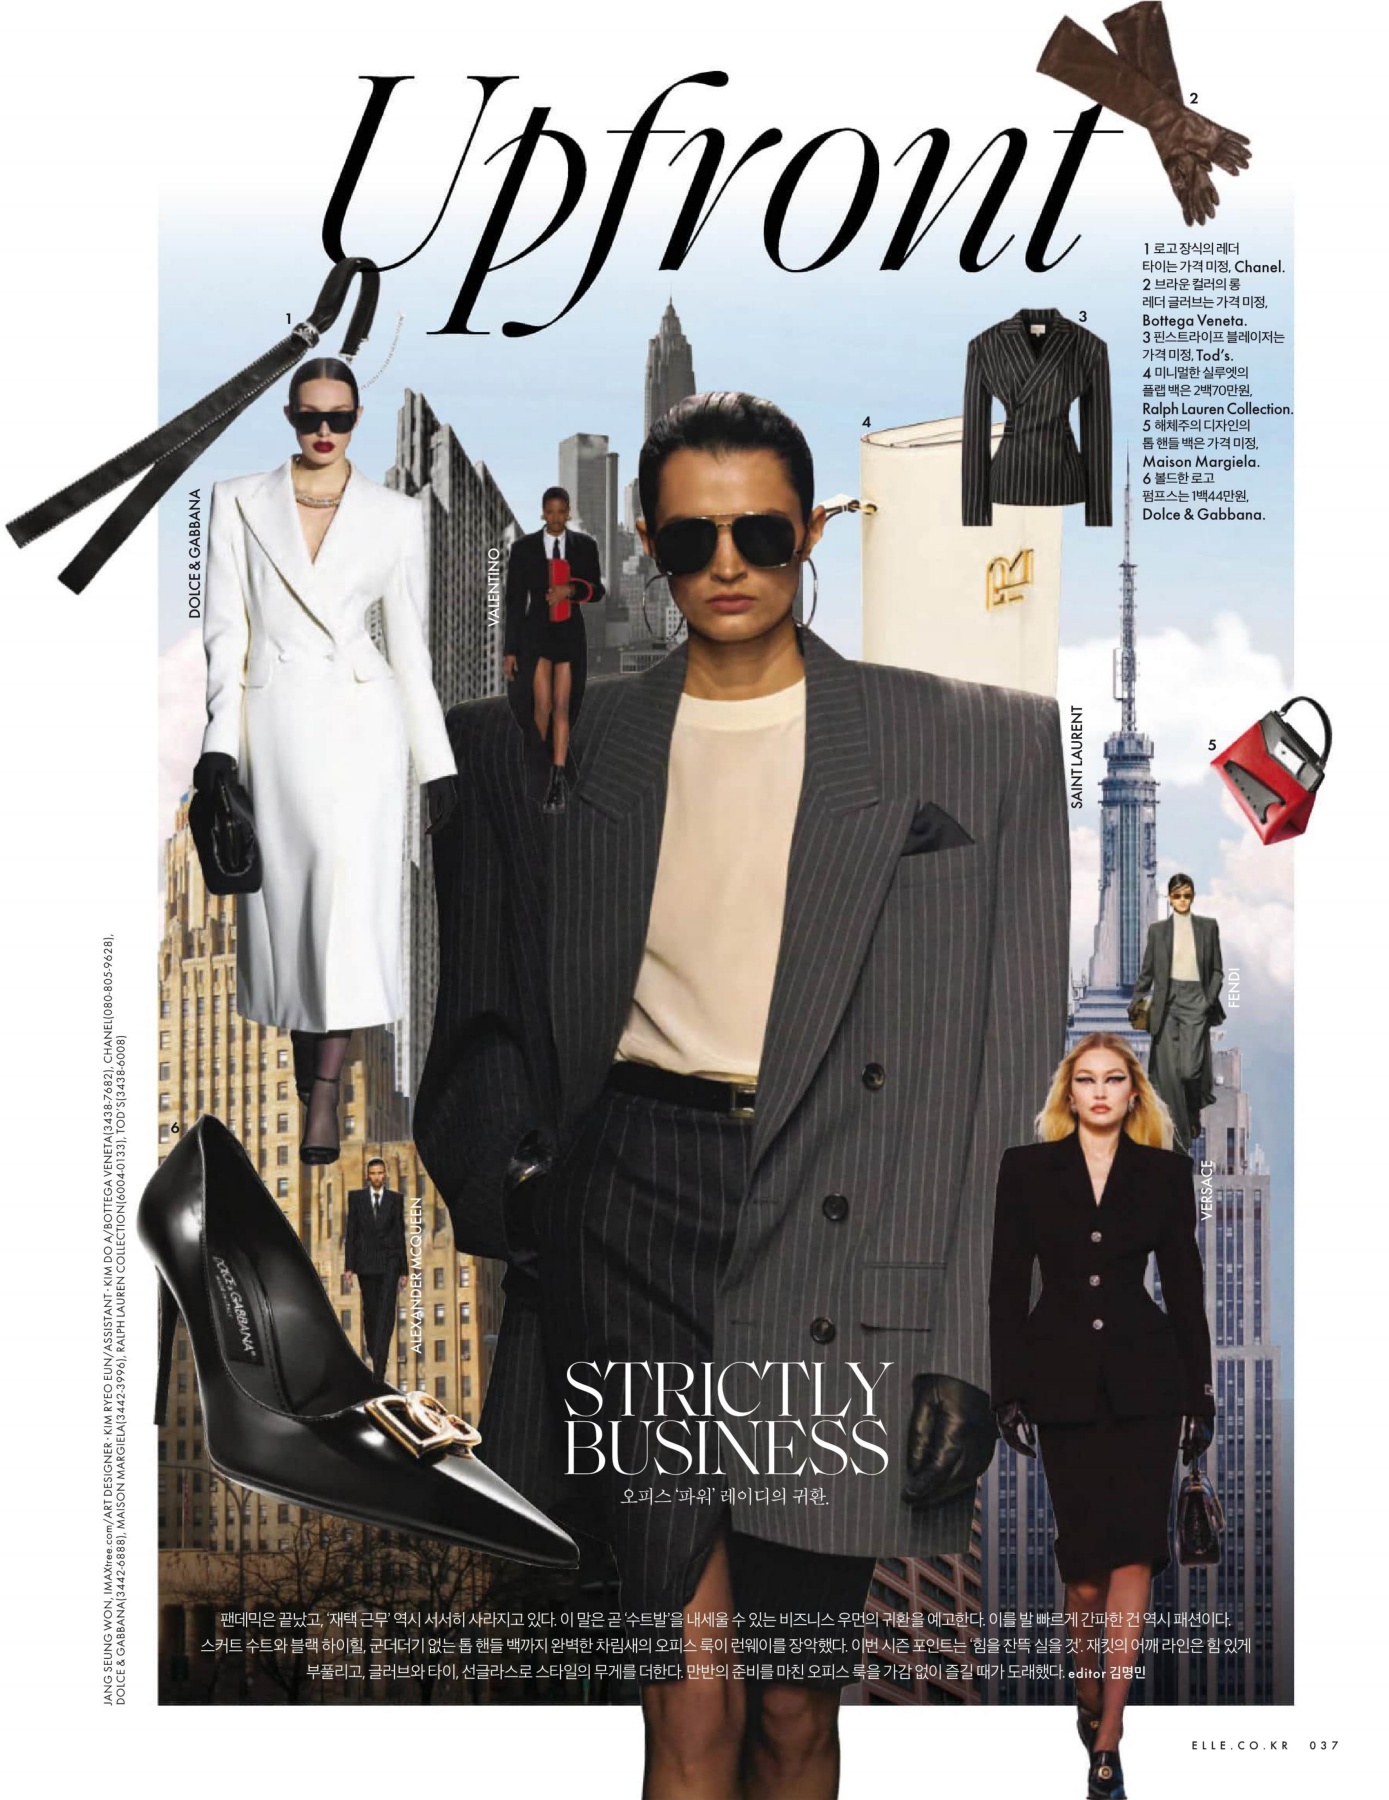 Upfront
2
1 로고 장식의 레더
타이는 가격 미정, Chanel.
2 브라운 컬러의 롱
레더 글러브는 가격 미정,
Bottega Veneta.
3 핀스트라이프 블레이저는
가격 미정, Tod's.
4 미니멀한 실루엣의
플랩 백은 2백70만원,
Ralph Lauren Collection.
5 해체주의 디자인의
톱 핸들 백은 가격 미정,
Maison Margiela.
6 볼드한 로고
펌프스는 1백44만원,
Dolce & Gabbana.
1
3
4
DOLCE & GABBANA
VALENTINO
SAINT LAURENT
5
FENDI
VERSACE
6
DOLCE & GABBANA
ALEXANDER MCQUEEN
STRICTLY
BUSINESS
오피스 '파워' 레이디의 귀환.
팬데믹은 끝났고, '재택 근무' 역시 서서히 사라지고 있다. 이 말은 곧 '수트발'을 내세울 수 있는 비즈니스 우먼의 귀환을 예고한다. 이를 발 빠르게 간파한 건 역시 패션이다.
스커트 수트와 블랙 하이힐, 군더더기 없는 톱 핸들 백까지 완벽한 차림새의 오피스 룩이 런웨이를 장악했다. 이번 시즌 포인트는 '힘을 잔뜩 실을 것'. 재킷의 어깨 라인은 힘 있게
부풀리고, 글러브와 타이, 선글라스로 스타일의 무게를 더한다. 만반의 준비를 마친 오피스 룩을 가감 없이 즐길 때가 도래했다. editor 김명민
JANG SEUNG WON, IMAXtree.com/ART DESIGNER · KIM RYEO EUN/ASSISTANT · KIM DO A/BOTTEGA VENETA(3438-7682), CHANEL(080-805-9628),
DOLCE & GABBANA(3442-6888), MAISON MARGIELA(3442-3996), RALPH LAUREN COLLECTION(6004-0133), TOD'S(3438-6008)
ELLE.CO.KR 037